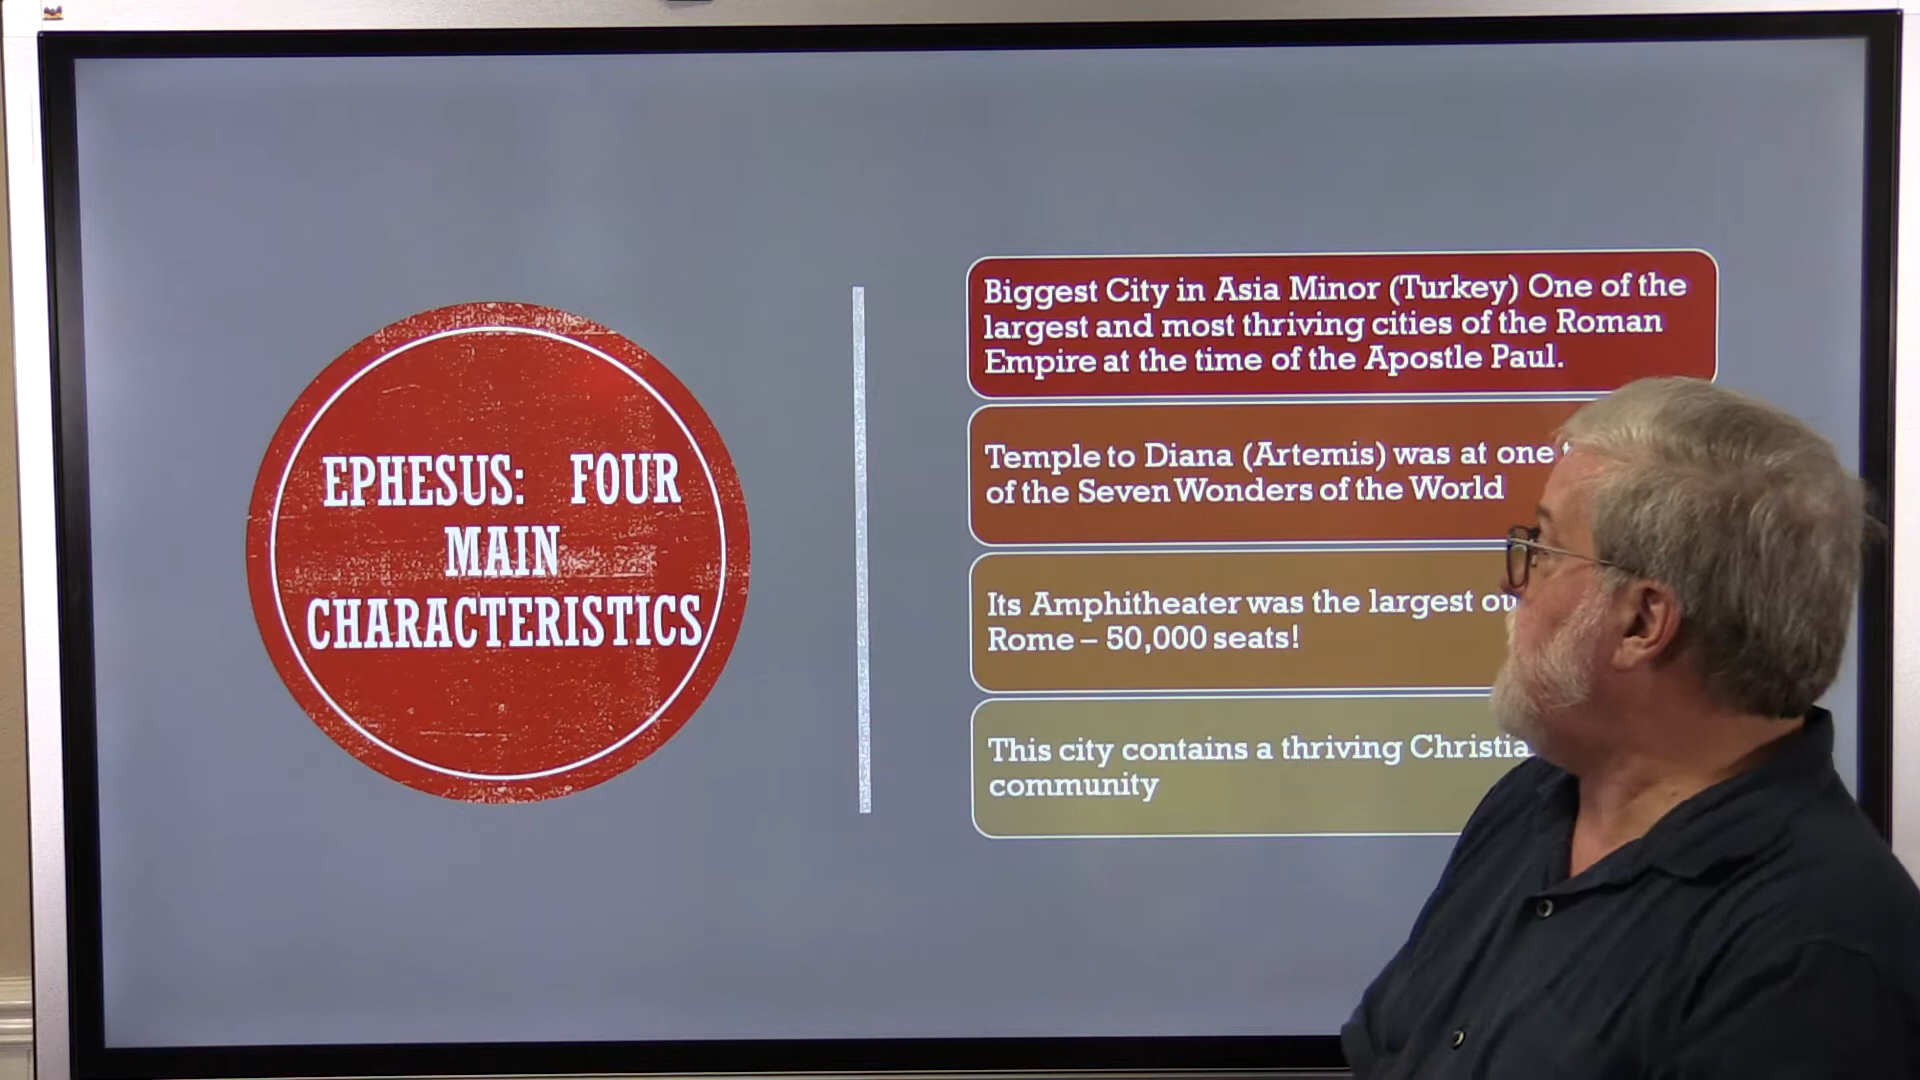 EPHESUS: FOUR
MAIN
CHARACTERISTICS
Biggest City in Asia Minor (Turkey) One of the
largest and most thriving cities of the Roman
Empire at the time of the Apostle Paul.
Temple to Diana (Artemis) was at one
of the Seven Wonders of the World
Its Amphitheater was the largest
Rome – 50,000 seats!
This city contains a thriving
community